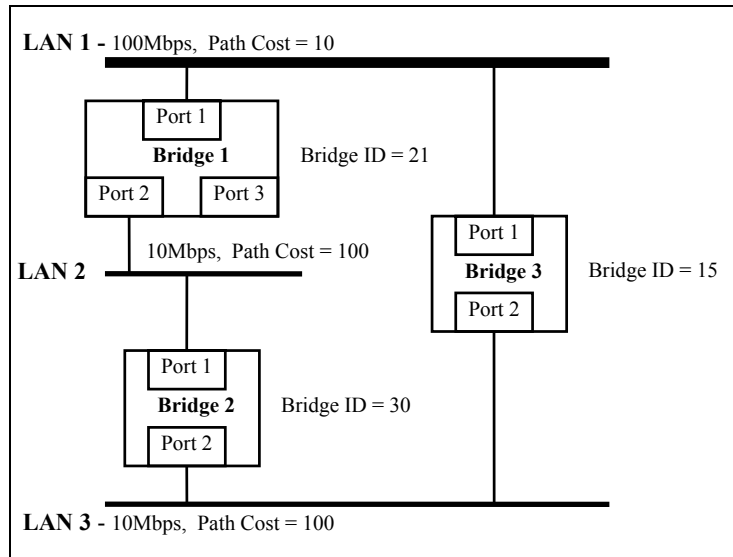 LAN 1 - 100Mbps, Path Cost = 10
Port 1
Bridge 1
Bridge ID = 21
Port 2
Port 3
10Mbps, Path Cost = 100
LAN 2
Port 1
Bridge 3
Bridge ID = 15
Port 2
Port 1
Bridge 2
Bridge ID = 30
Port 2
LAN 3 - 10Mbps, Path Cost = 100